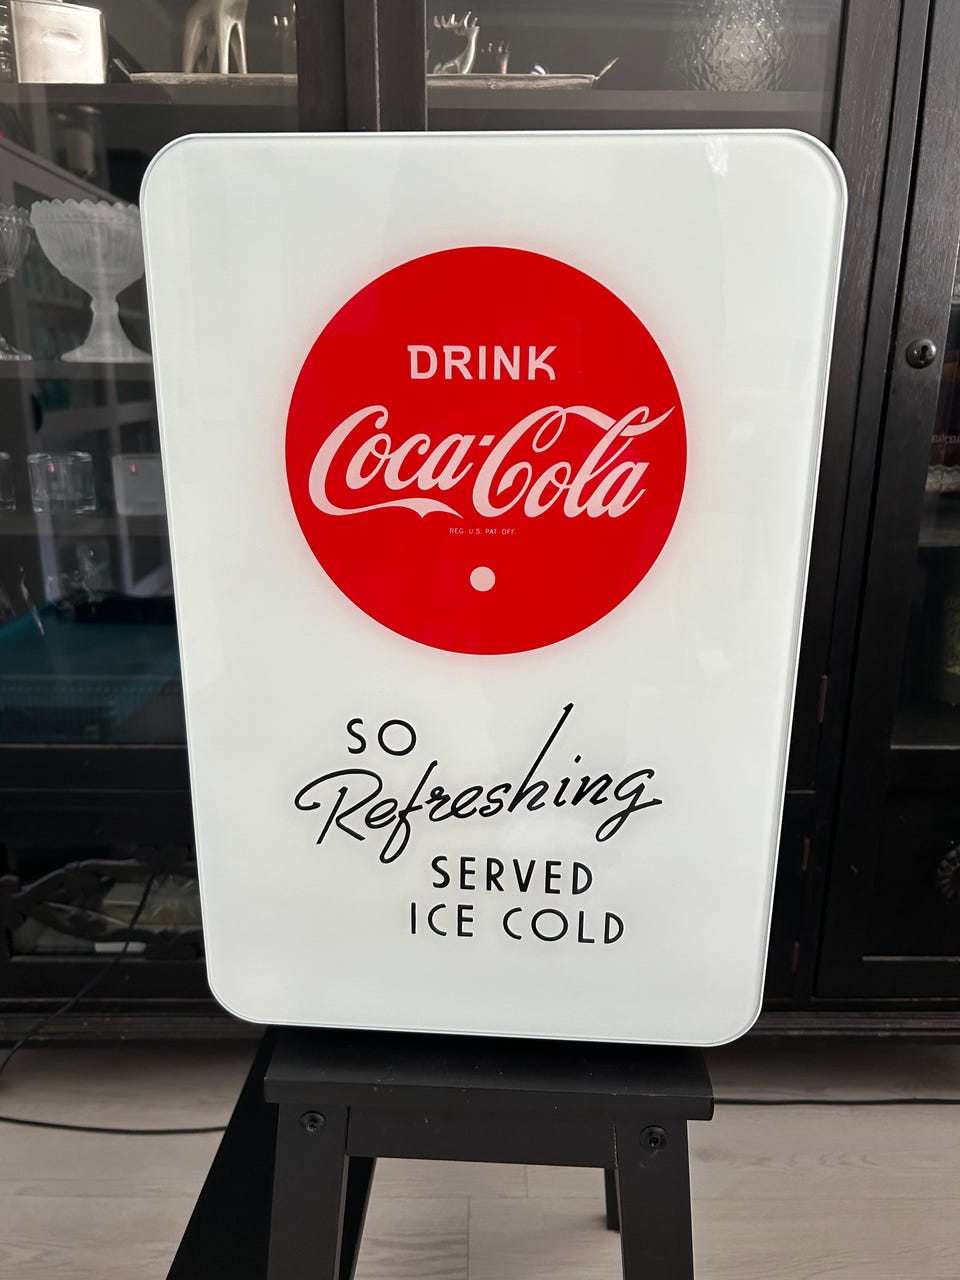 DRINK
Coca-Cola
REG. U.S. PAT. OFF.
SO
Refreshing
SERVED
ICE COLD